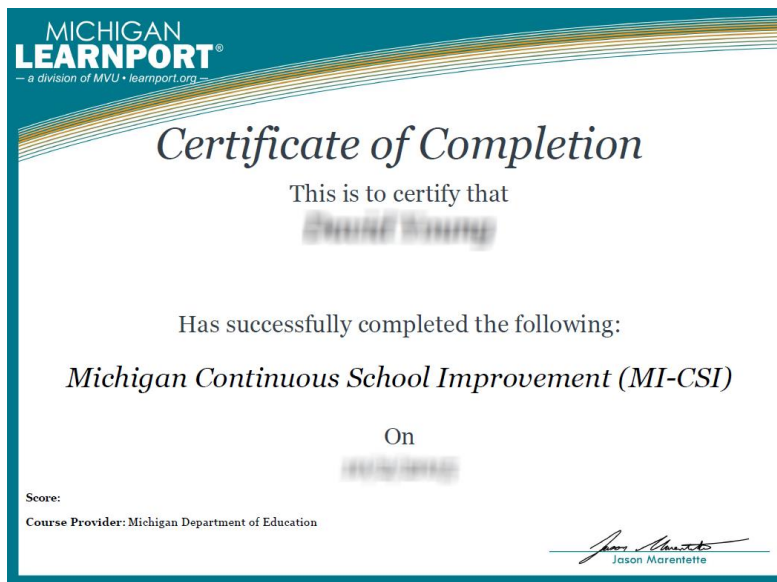 MICHIGAN
LEARNPORT®
— a division of MVU • learnport.org —
Certificate of Completion
This is to certify that
Has successfully completed the following:
Michigan Continuous School Improvement (MI-CSI)
On
Score:
Course Provider: Michigan Department of Education
Jason Marentette